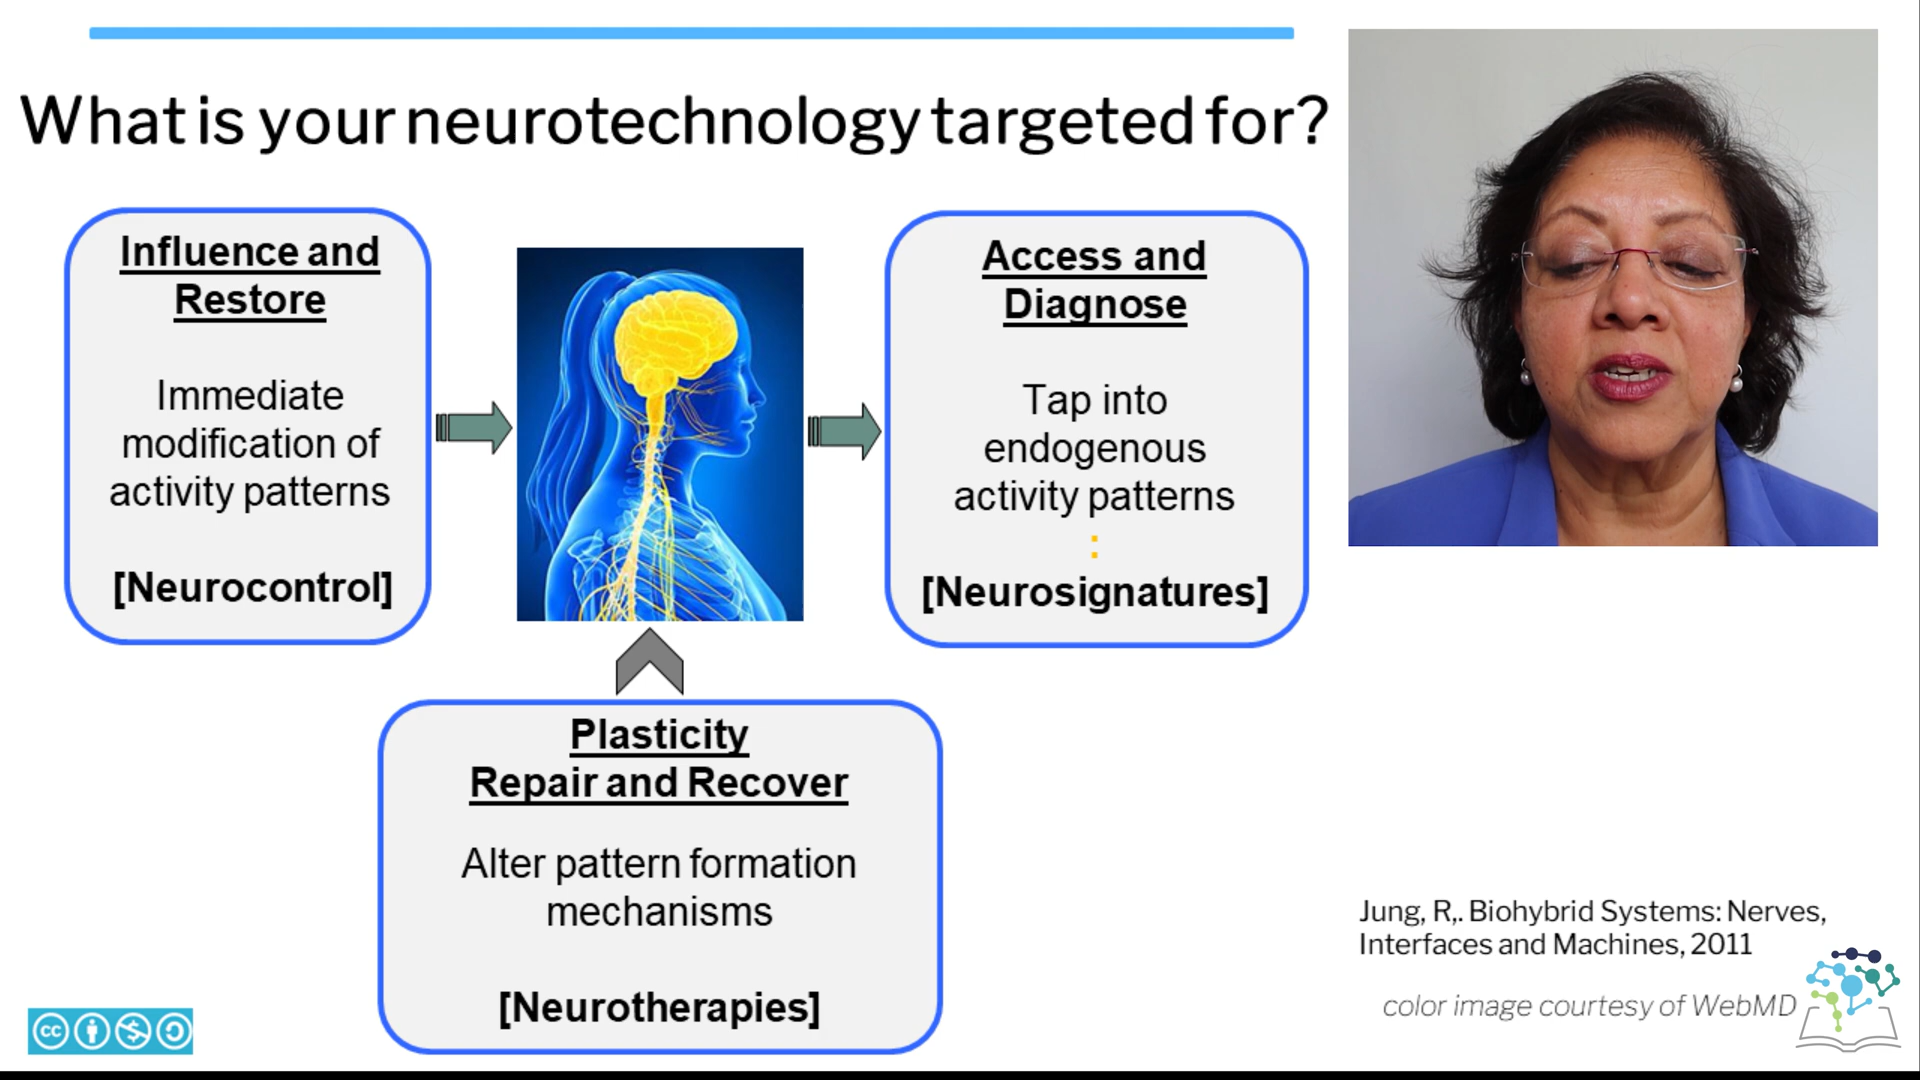 What is your neurotechnology targeted for?
Influence and
Restore
Immediate
modification of
activity patterns
[Neurocontrol]
Access and
Diagnose
Tap into
endogenous
activity patterns
:
[Neurosignatures]
Plasticity
Repair and Recover
Alter pattern formation
mechanisms
[Neurotherapies]
Jung, R,. Biohybrid Systems: Nerves,
Interfaces and Machines, 2011
color image courtesy of WebMD
cc